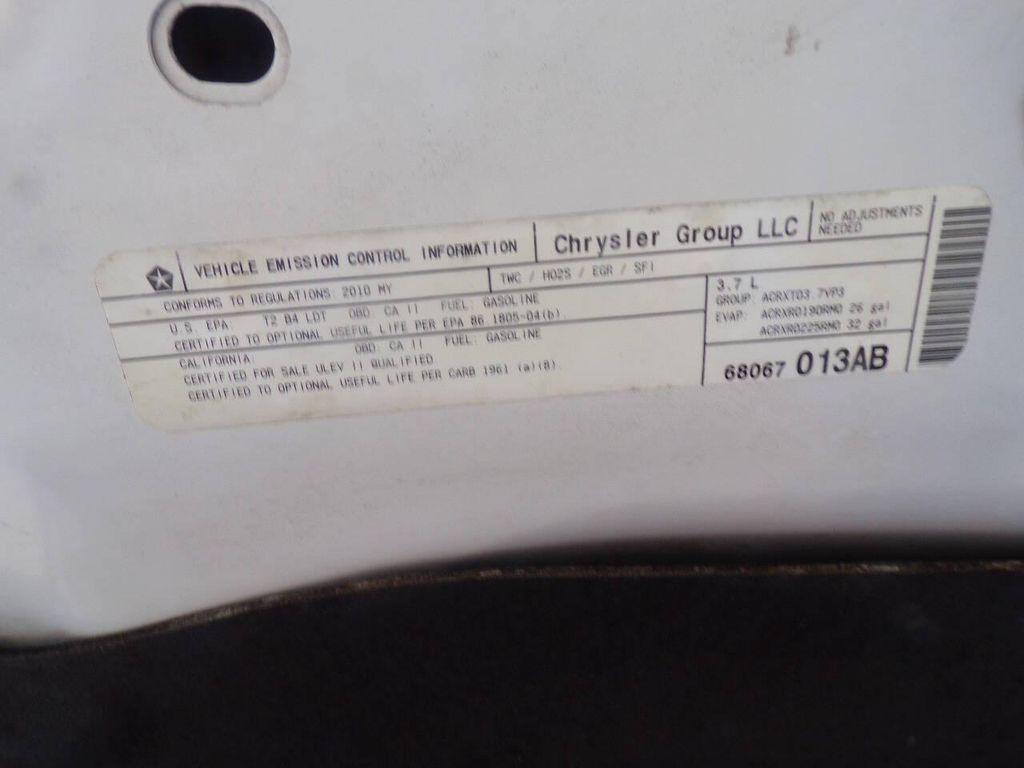 VEHICLE EMISSION CONTROL INFORMATION
Chrysler Group LLC
NO ADJUSTMENTS
NEEDED
CONFORMS TO REGULATIONS: 2010 MY
TWC / HO2S / EGR / SFI
U.S. EPA: T2 B4 LDT OBD: CA II FUEL: GASOLINE
CERTIFIED TO OPTIONAL USEFUL LIFE PER EPA 86.1805-04(b).
CALIFORNIA: OBD: CA II FUEL: GASOLINE
CERTIFIED FOR SALE ULEV II QUALIFIED
CERTIFIED TO OPTIONAL USEFUL LIFE PER CARB 1961 (a)(8).
3.7 L
GROUP: ACRXT03.7VP3
EVAP: ACRXR0190RM0 26 gal
ACRXR0225RM0 32 gal
68067 013AB